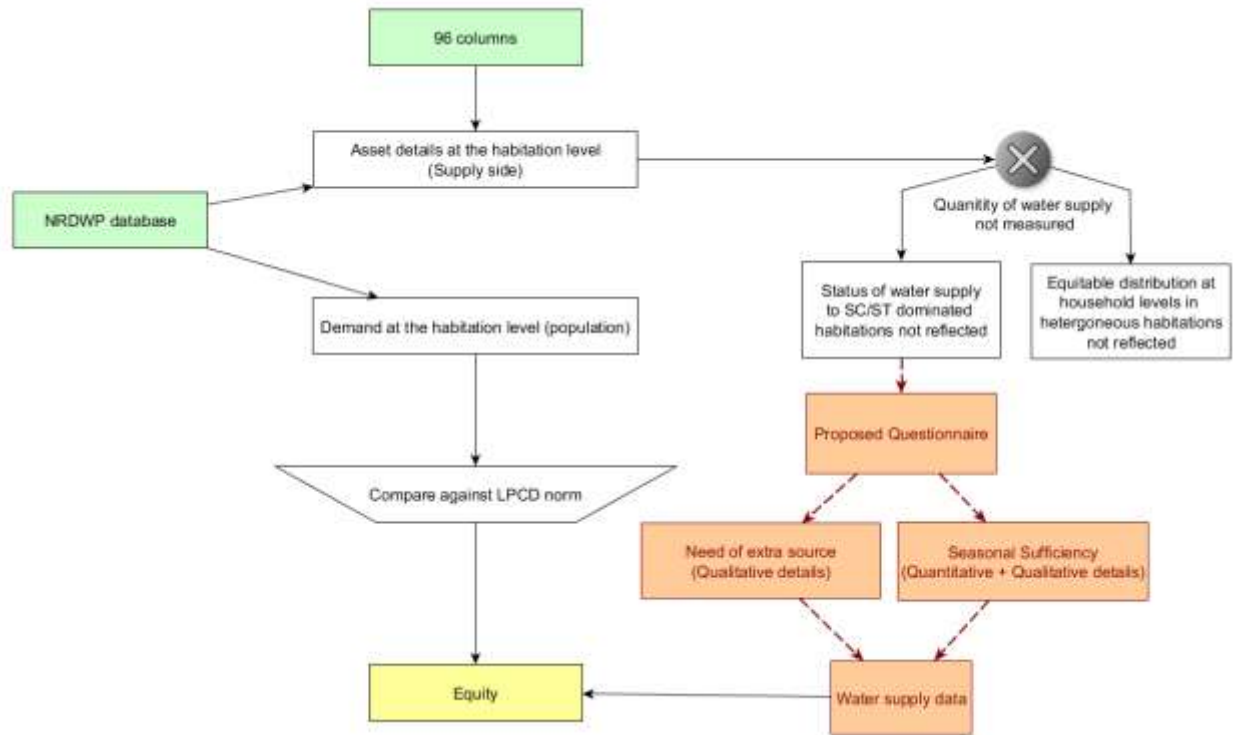 96 columns
Asset details at the habitation level
(Supply side)
NRDWP database
Quanitity of water supply
not measured
Status of water supply
to SC/ST dominated
habitations not reflected
Equitable distribution at
household levels in
hetergoneous habitations
not reflected
Demand at the habitation level (population)
Proposed Questionnaire
Compare against LPCD norm
Need of extra source
(Qualitative details)
Seasonal Sufficiency
(Quantitative + Qualitative details)
Equity
Water supply data